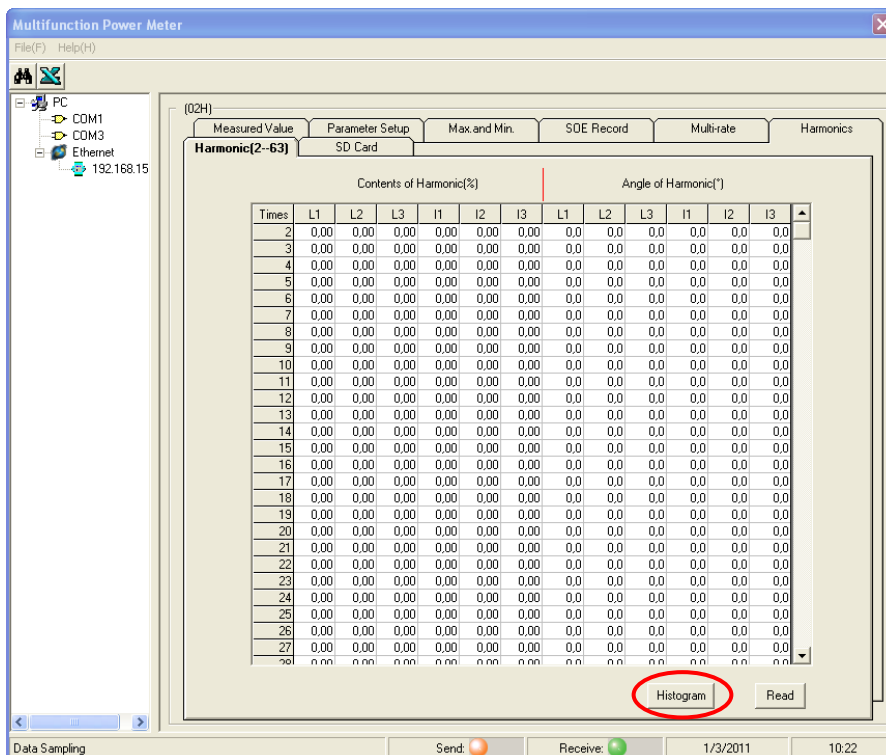 Multifunction Power Meter
File(F) Help(H)
PC
COM1
COM3
Ethernet
192.168.15
(02H)
Measured Value Parameter Setup Max.and Min. SOE Record Multi-rate Harmonics
Harmonic(2--63) SD Card
Contents of Harmonic(%) Angle of Harmonic(°)
Times L1 L2 L3 I1 I2 I3 L1 L2 L3 I1 I2 I3
2 0,00 0,00 0,00 0,00 0,00 0,00 0,0 0,0 0,0 0,0 0,0 0,0
3 0,00 0,00 0,00 0,00 0,00 0,00 0,0 0,0 0,0 0,0 0,0 0,0
4 0,00 0,00 0,00 0,00 0,00 0,00 0,0 0,0 0,0 0,0 0,0 0,0
5 0,00 0,00 0,00 0,00 0,00 0,00 0,0 0,0 0,0 0,0 0,0 0,0
6 0,00 0,00 0,00 0,00 0,00 0,00 0,0 0,0 0,0 0,0 0,0 0,0
7 0,00 0,00 0,00 0,00 0,00 0,00 0,0 0,0 0,0 0,0 0,0 0,0
8 0,00 0,00 0,00 0,00 0,00 0,00 0,0 0,0 0,0 0,0 0,0 0,0
9 0,00 0,00 0,00 0,00 0,00 0,00 0,0 0,0 0,0 0,0 0,0 0,0
10 0,00 0,00 0,00 0,00 0,00 0,00 0,0 0,0 0,0 0,0 0,0 0,0
11 0,00 0,00 0,00 0,00 0,00 0,00 0,0 0,0 0,0 0,0 0,0 0,0
12 0,00 0,00 0,00 0,00 0,00 0,00 0,0 0,0 0,0 0,0 0,0 0,0
13 0,00 0,00 0,00 0,00 0,00 0,00 0,0 0,0 0,0 0,0 0,0 0,0
14 0,00 0,00 0,00 0,00 0,00 0,00 0,0 0,0 0,0 0,0 0,0 0,0
15 0,00 0,00 0,00 0,00 0,00 0,00 0,0 0,0 0,0 0,0 0,0 0,0
16 0,00 0,00 0,00 0,00 0,00 0,00 0,0 0,0 0,0 0,0 0,0 0,0
17 0,00 0,00 0,00 0,00 0,00 0,00 0,0 0,0 0,0 0,0 0,0 0,0
18 0,00 0,00 0,00 0,00 0,00 0,00 0,0 0,0 0,0 0,0 0,0 0,0
19 0,00 0,00 0,00 0,00 0,00 0,00 0,0 0,0 0,0 0,0 0,0 0,0
20 0,00 0,00 0,00 0,00 0,00 0,00 0,0 0,0 0,0 0,0 0,0 0,0
21 0,00 0,00 0,00 0,00 0,00 0,00 0,0 0,0 0,0 0,0 0,0 0,0
22 0,00 0,00 0,00 0,00 0,00 0,00 0,0 0,0 0,0 0,0 0,0 0,0
23 0,00 0,00 0,00 0,00 0,00 0,00 0,0 0,0 0,0 0,0 0,0 0,0
24 0,00 0,00 0,00 0,00 0,00 0,00 0,0 0,0 0,0 0,0 0,0 0,0
25 0,00 0,00 0,00 0,00 0,00 0,00 0,0 0,0 0,0 0,0 0,0 0,0
26 0,00 0,00 0,00 0,00 0,00 0,00 0,0 0,0 0,0 0,0 0,0 0,0
27 0,00 0,00 0,00 0,00 0,00 0,00 0,0 0,0 0,0 0,0 0,0 0,0
Histogram Read
Data Sampling Send: Receive: 1/3/2011 10:22